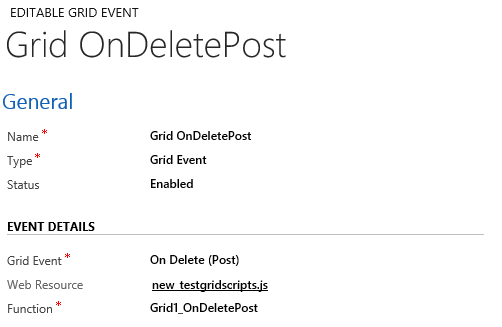 EDITABLE GRID EVENT
Grid OnDeletePost
General
Name * Grid OnDeletePost
Type * Grid Event
Status Enabled
EVENT DETAILS
Grid Event * On Delete (Post)
Web Resource new_testgridscripts.js
Function * Grid1_OnDeletePost